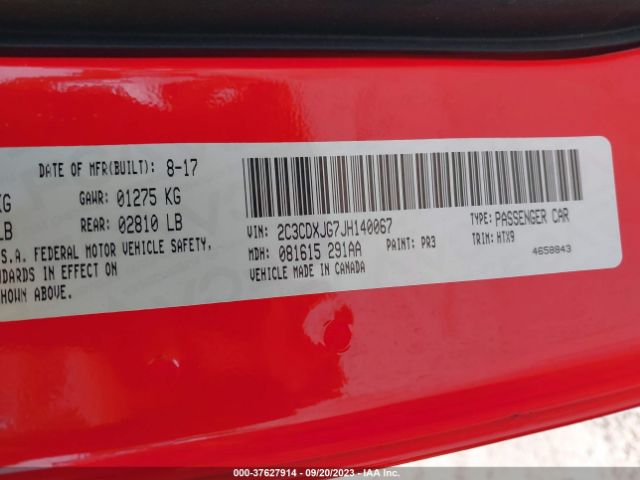 DATE OF MFR(BUILT): 8-17
KG GAWR: 01275 KG
LB REAR: 02810 LB
.S.A. FEDERAL MOTOR VEHICLE SAFETY,
NDARDS IN EFFECT ON
SHOWN ABOVE.
VIN: 2C3CDXJG7JH140067
TYPE: PASSENGER CAR
MDH: 081615 291AA
PAINT: PR3
TRIM: HTX9
VEHICLE MADE IN CANADA
4658843
000-37627914 / 09/20/2023 / IAA Inc.